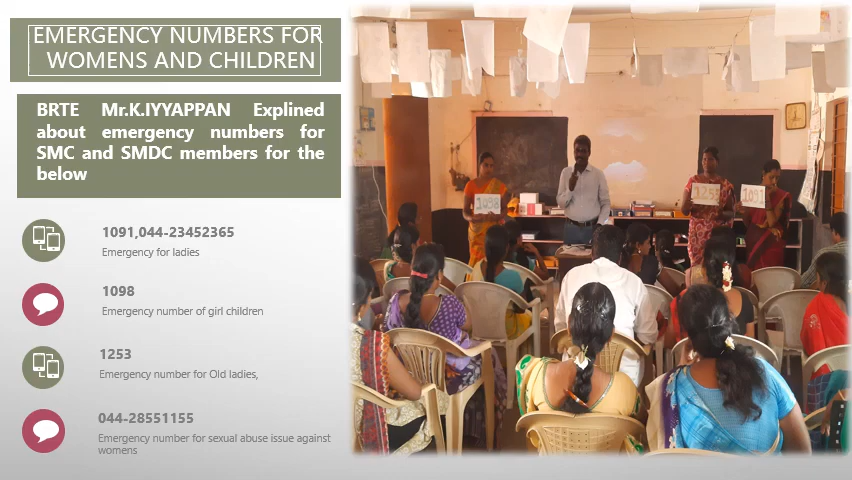 EMERGENCY NUMBERS FOR
WOMENS AND CHILDREN
BRTE Mr.K.IYYAPPAN Explined
about emergency numbers for
SMC and SMDC members for the
below
1091,044-23452365
Emergency for ladies
1098
Emergency number of girl children
1253
Emergency number for Old ladies,
044-28551155
Emergency number for sexual abuse issue against
womens
1098
1253
1091